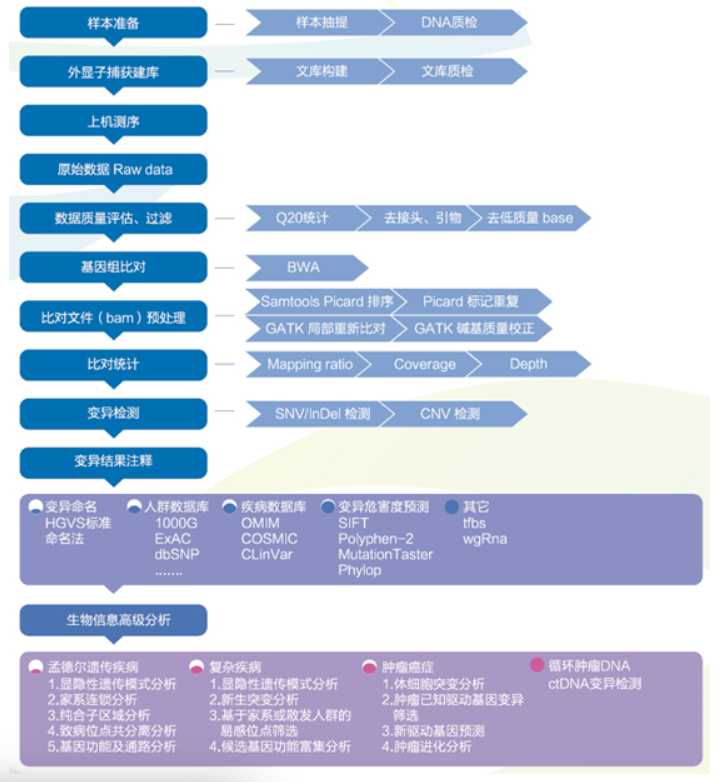 样本准备
样本抽提
DNA质检
外显子捕获建库
文库构建
文库质检
上机测序
原始数据 Raw data
数据质量评估、过滤
Q20统计
去接头、引物
去低质量 base
基因组比对
BWA
比对文件（bam）预处理
Samtools Picard 排序
Picard 标记重复
GATK 局部重新比对
GATK 碱基质量校正
比对统计
Mapping ratio
Coverage
Depth
变异检测
SNV/InDel 检测
CNV 检测
变异结果注释
变异命名
HGVS标准
命名法
人群数据库
1000G
ExAC
dbSNP
.......
疾病数据库
OMIM
COSMIC
CLinVar
变异危害度预测
SIFT
Polyphen-2
MutationTaster
Phylop
其它
tfbs
wgRna
生物信息高级分析
孟德尔遗传疾病
1.显隐性遗传模式分析
2.家系连锁分析
3.纯合子区域分析
4.致病位点共分离分析
5.基因功能及通路分析
复杂疾病
1.显隐性遗传模式分析
2.新生突变分析
3.基于家系或散发人群的
易感位点筛选
4.候选基因功能富集分析
肿瘤癌症
1.体细胞突变分析
2.肿瘤已知驱动基因变异
筛选
3.新驱动基因预测
4.肿瘤进化分析
循环肿瘤DNA
ctDNA变异检测